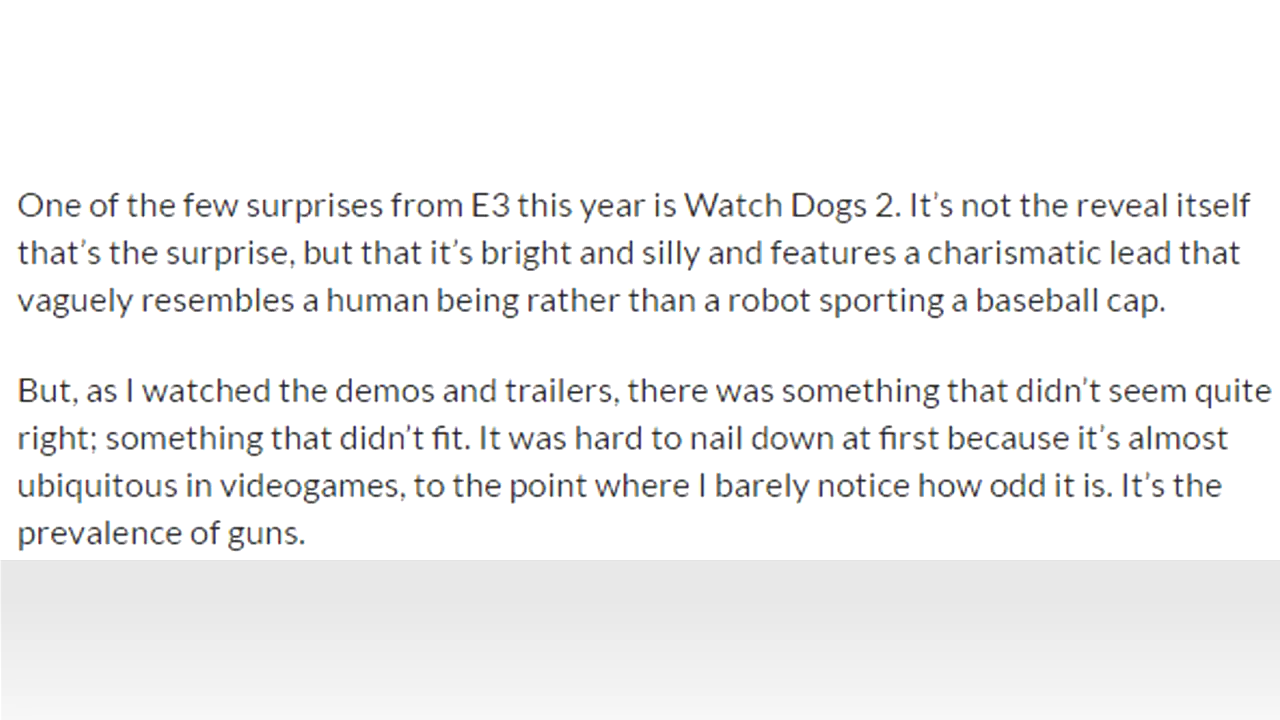 One of the few surprises from E3 this year is Watch Dogs 2. It’s not the reveal itself
that’s the surprise, but that it’s bright and silly and features a charismatic lead that
vaguely resembles a human being rather than a robot sporting a baseball cap.
But, as I watched the demos and trailers, there was something that didn’t seem quite
right; something that didn’t fit. It was hard to nail down at first because it’s almost
ubiquitous in videogames, to the point where I barely notice how odd it is. It’s the
prevalence of guns.